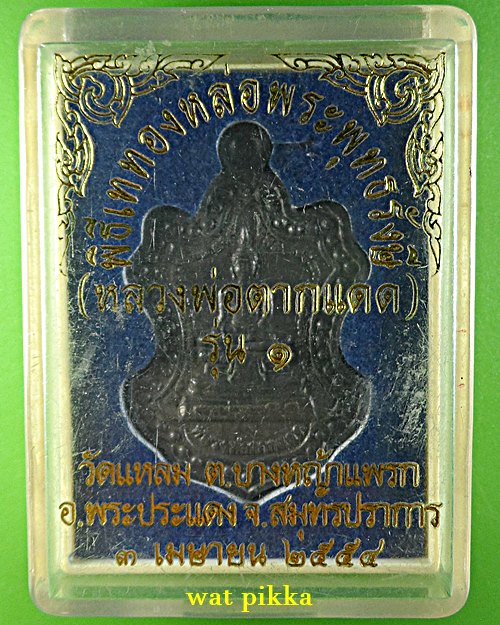 พิธีเททองหล่อพระพุทธรังษี
(หลวงพ่อตากแดด)
รุ่น ๑
วัดแหลม ต.บางหญ้าแพรก
อ.พระประแดง จ.สมุทรปราการ
๓ เมษายน ๒๕๕๔
wat pikka